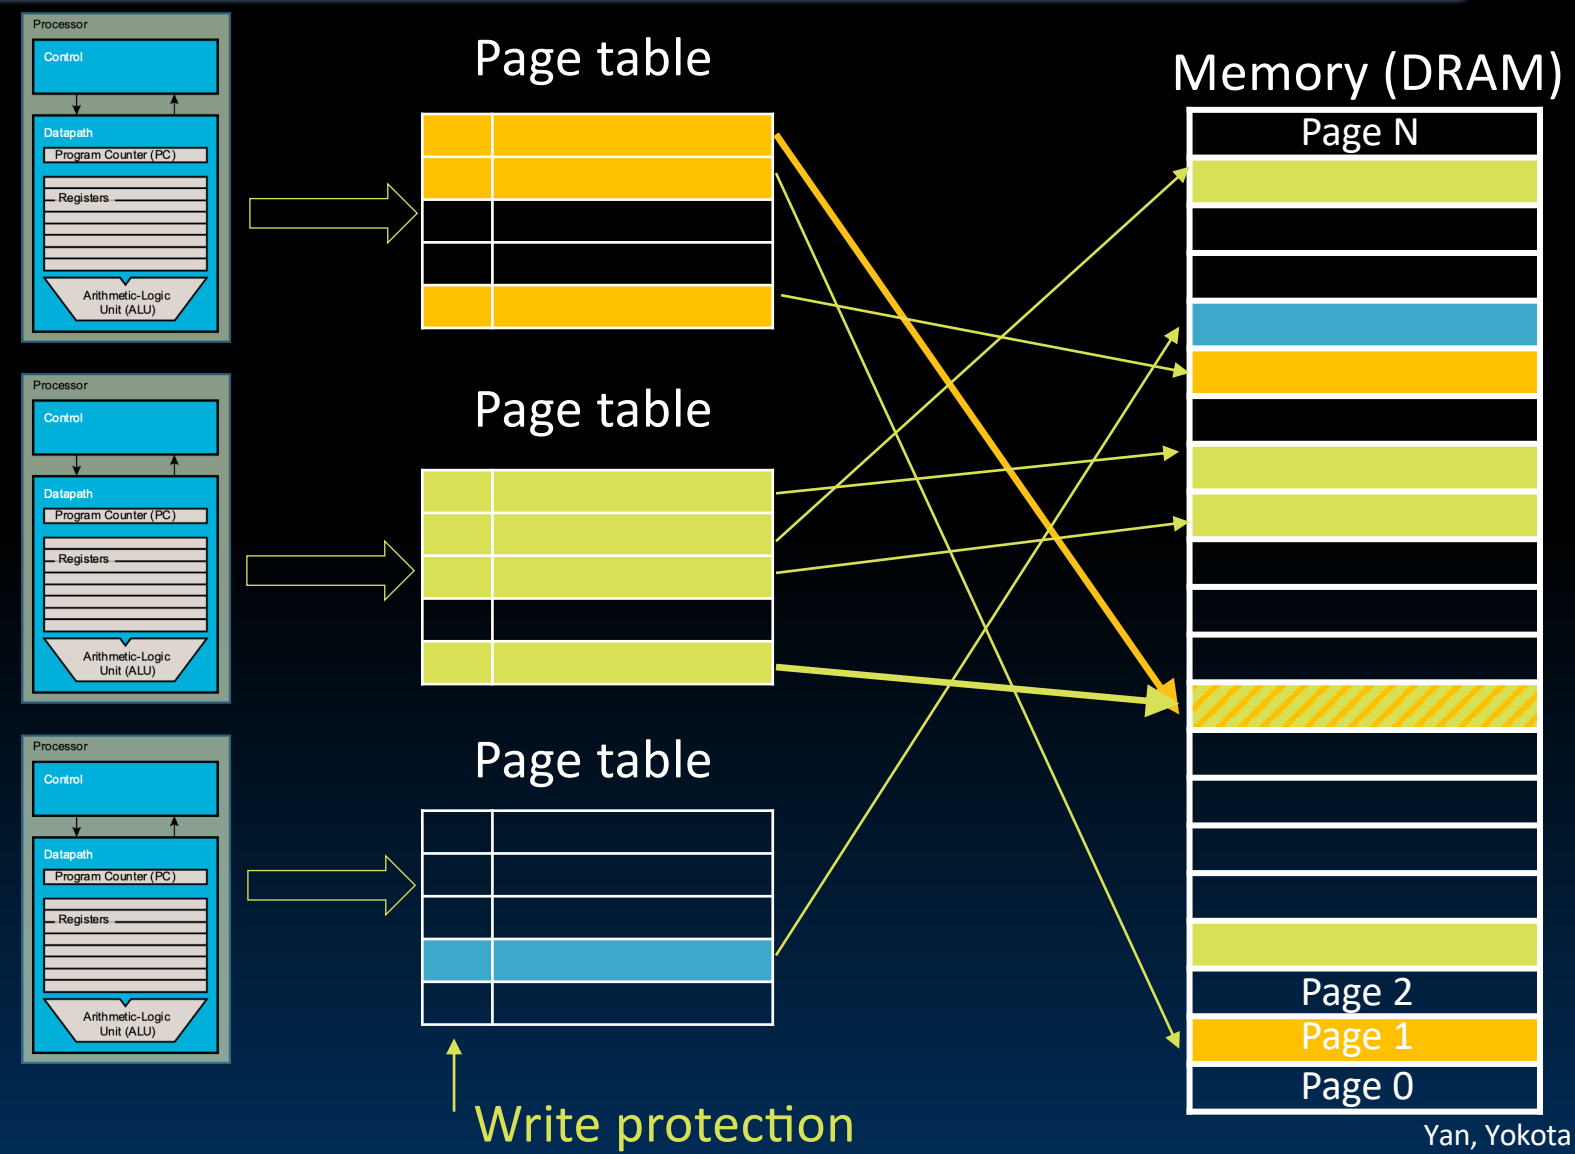 Processor
Control
Datapath
Program Counter (PC)
Registers
Arithmetic-Logic
Unit (ALU)
Page table
Memory (DRAM)
Page N
Processor
Control
Datapath
Program Counter (PC)
Registers
Arithmetic-Logic
Unit (ALU)
Page table
Processor
Control
Datapath
Program Counter (PC)
Registers
Arithmetic-Logic
Unit (ALU)
Page table
Page 2
Page 1
Page 0
Write protection
Yan, Yokota